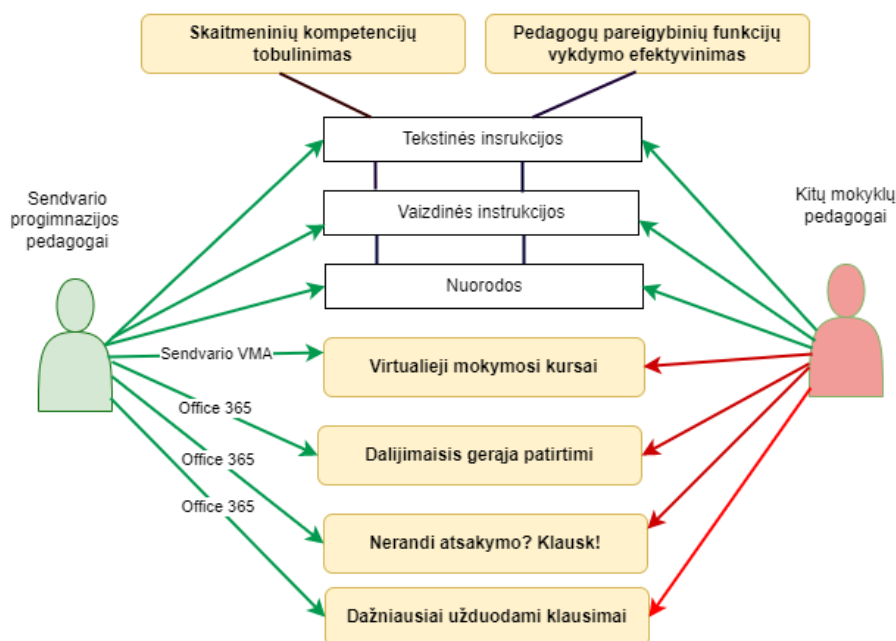 Skaitmeninių kompetencijų
tobulinimas
Pedagogų pareigybinių funkcijų
vykdymo efektyvinimas
Tekstinės insrukcijos
Sendvario
progimnazijos
pedagogai
Vaizdinės instrukcijos
Kitų mokyklų
pedagogai
Nuorodos
Sendvario VMA
Virtualieji mokymosi kursai
Office 365
Dalijimaisis gerąja patirtimi
Office 365
Nerandi atsakymo? Klausk!
Office 365
Dažniausiai užduodami klausimai